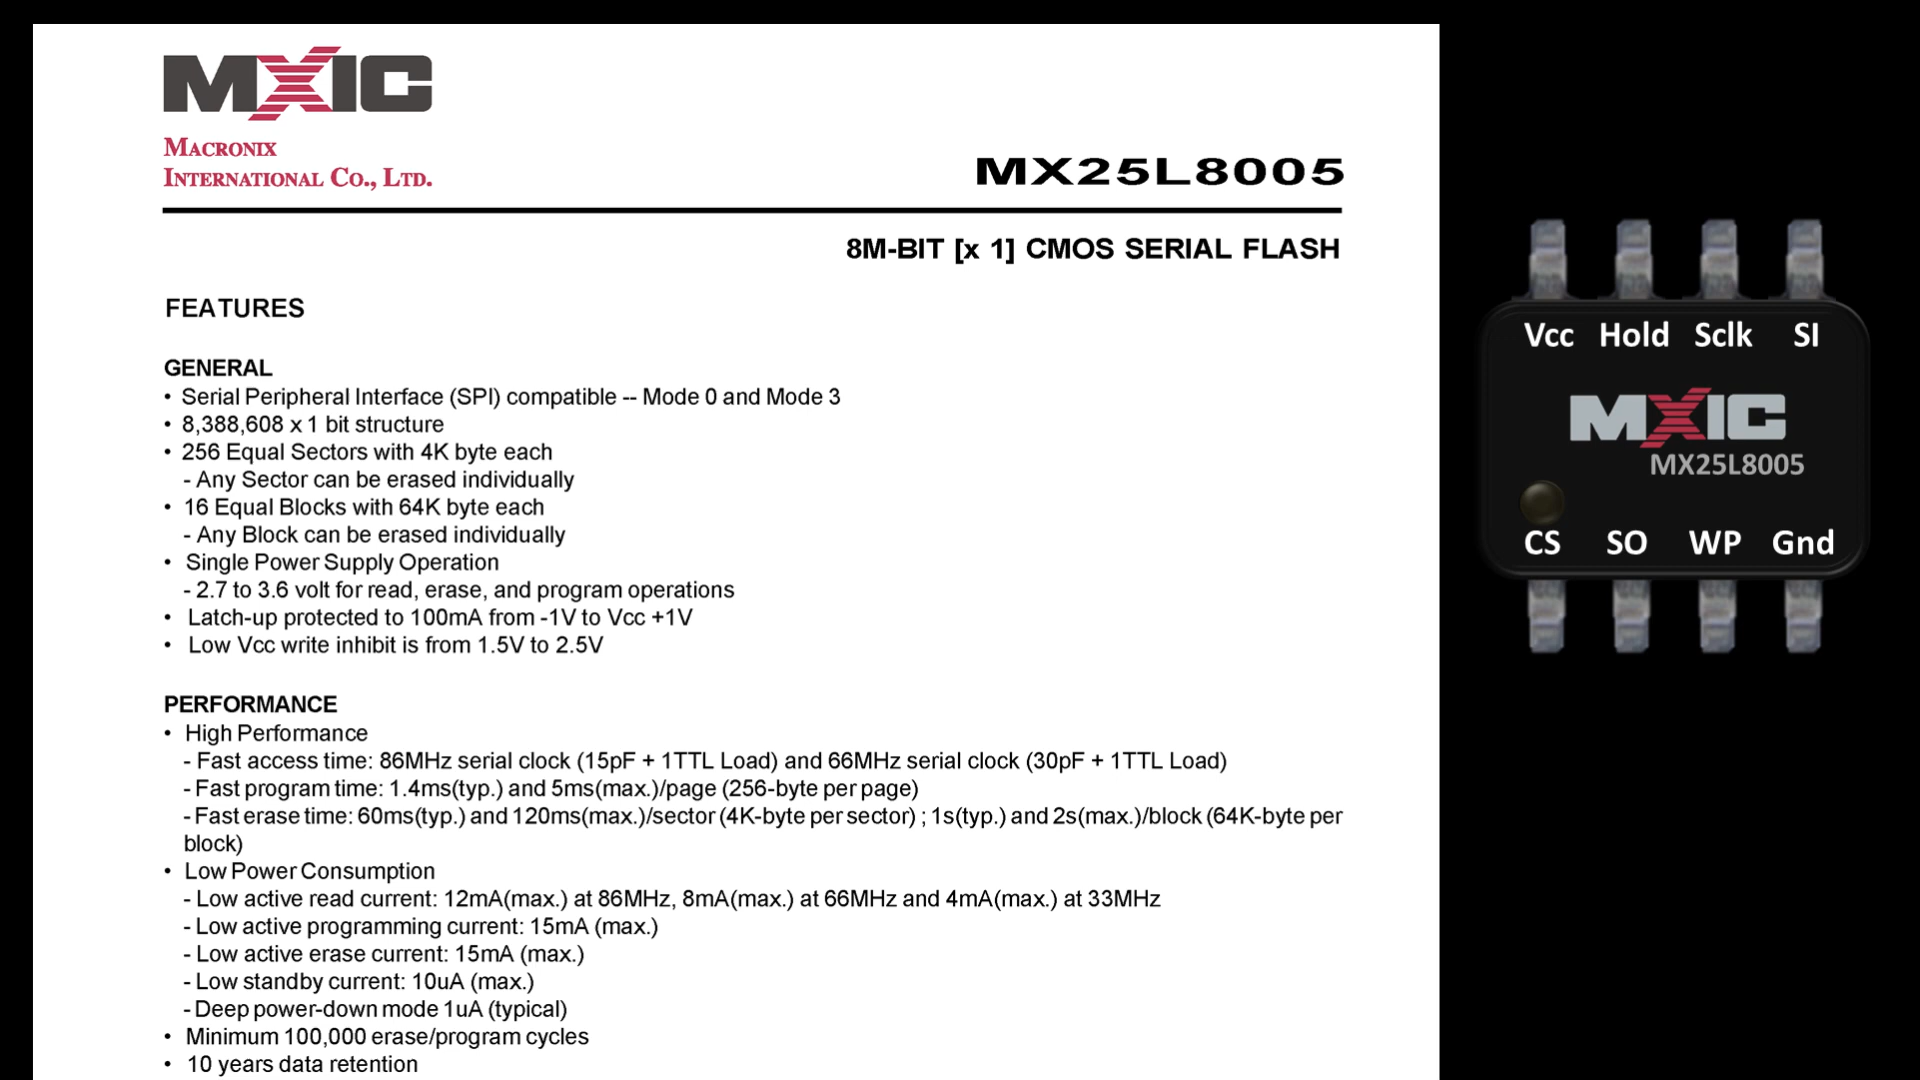 MXIC
MACRONIX
INTERNATIONAL CO., LTD.
MX25L8005
8M-BIT [x 1] CMOS SERIAL FLASH
FEATURES
GENERAL
• Serial Peripheral Interface (SPI) compatible -- Mode 0 and Mode 3
• 8,388,608 x 1 bit structure
• 256 Equal Sectors with 4K byte each
- Any Sector can be erased individually
• 16 Equal Blocks with 64K byte each
- Any Block can be erased individually
• Single Power Supply Operation
- 2.7 to 3.6 volt for read, erase, and program operations
• Latch-up protected to 100mA from -1V to Vcc +1V
• Low Vcc write inhibit is from 1.5V to 2.5V
PERFORMANCE
• High Performance
- Fast access time: 86MHz serial clock (15pF + 1TTL Load) and 66MHz serial clock (30pF + 1TTL Load)
- Fast program time: 1.4ms(typ.) and 5ms(max.)/page (256-byte per page)
- Fast erase time: 60ms(typ.) and 120ms(max.)/sector (4K-byte per sector) ; 1s(typ.) and 2s(max.)/block (64K-byte per
block)
• Low Power Consumption
- Low active read current: 12mA(max.) at 86MHz, 8mA(max.) at 66MHz and 4mA(max.) at 33MHz
- Low active programming current: 15mA (max.)
- Low active erase current: 15mA (max.)
- Low standby current: 10uA (max.)
- Deep power-down mode 1uA (typical)
• Minimum 100,000 erase/program cycles
• 10 years data retention
Vcc Hold Sclk SI
MXIC
MX25L8005
CS SO WP Gnd